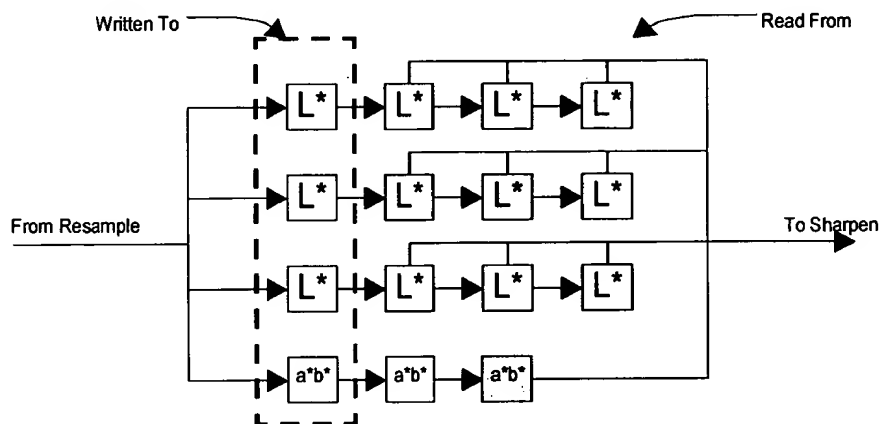 Written To
Read From
L* L* L* L*
L* L* L* L*
From Resample
To Sharpen
L* L* L* L*
a*b* a*b* a*b*